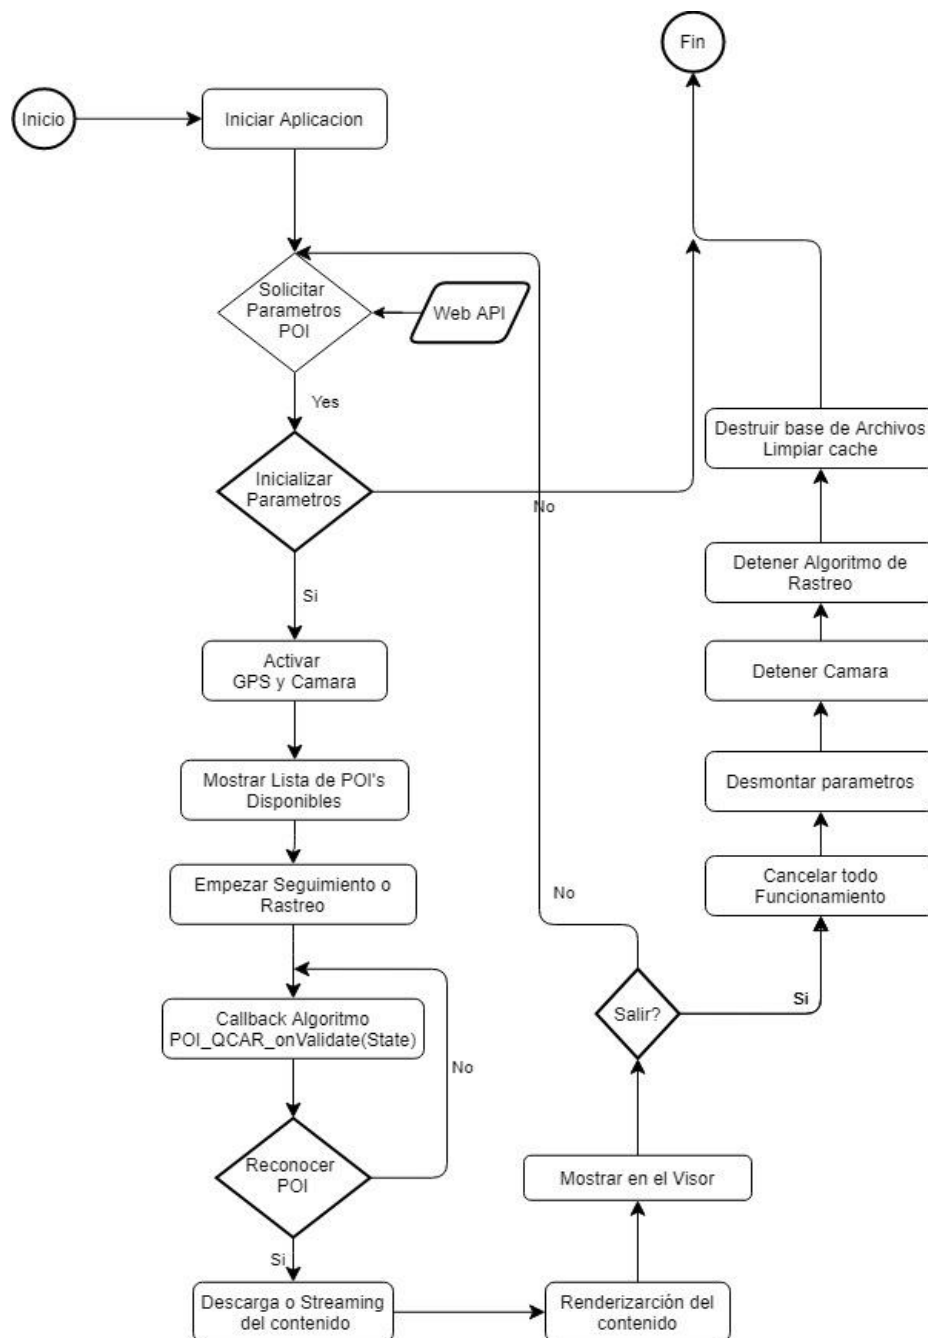 Fin
Inicio
Iniciar Aplicacion
Solicitar
Parametros
POI
Web API
Yes
Inicializar
Parametros
No
Si
Activar
GPS y Camara
Mostrar Lista de POI's
Disponibles
Empezar Seguimiento o
Rastreo
Callback Algoritmo
POI_QCAR_onValidate(State)
No
Reconocer
POI
Si
Descarga o Streaming
del contenido
Renderizarción del
contenido
Mostrar en el Visor
Salir?
No
Si
Cancelar todo
Funcionamiento
Desmontar parametros
Detener Camara
Detener Algoritmo de
Rastreo
Destruir base de Archivos
Limpiar cache